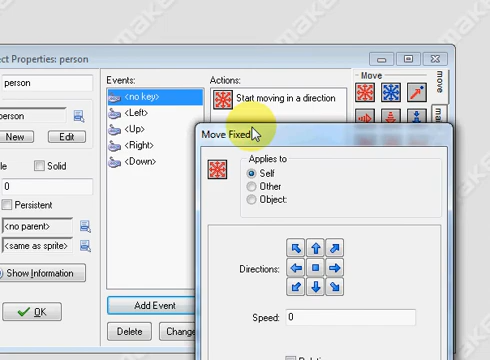 ect Properties: person
person
Events:
Actions:
Move
move
<no key>
Start moving in a direction
<Left>
<Up>
<Right>
<Down>
person
New
Edit
le
Solid
0
Persistent
<no parent>
<same as sprite>
Show Information
OK
Add Event
Delete
Change
Move Fixed
Applies to
Self
Other
Object:
Directions:
Speed:
0